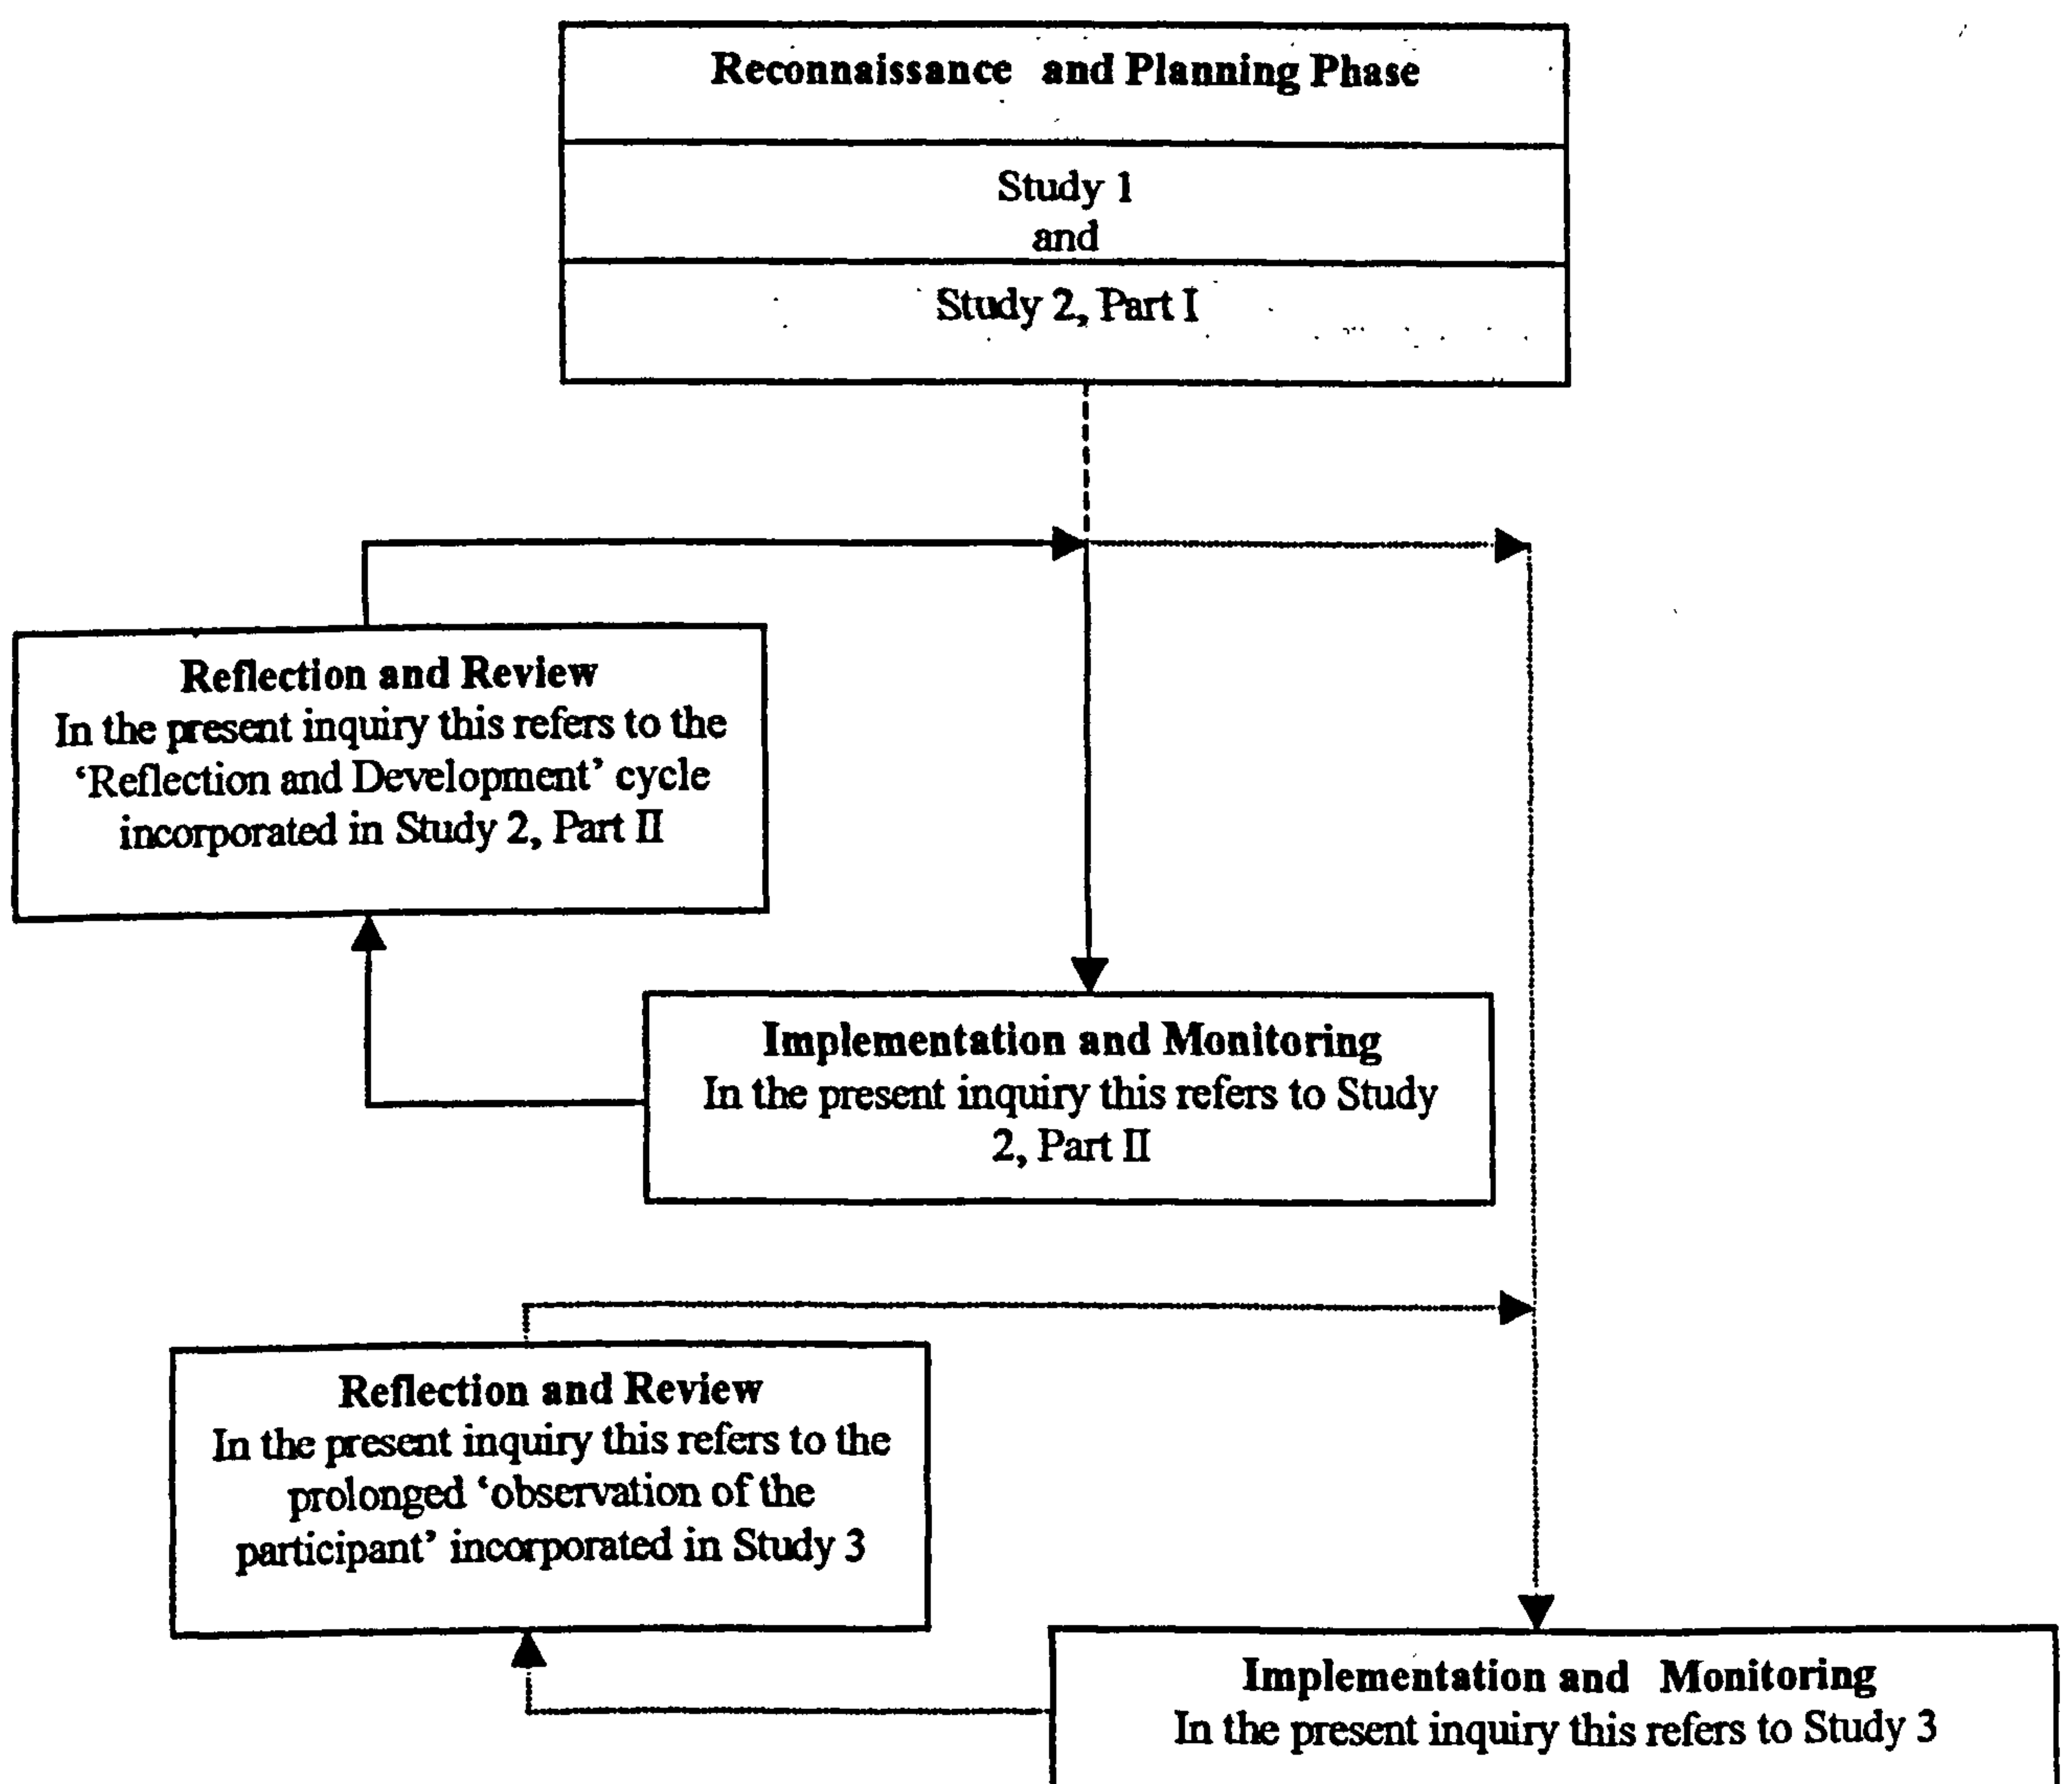 Reconnaissance and Planning Phase
Study 1
and
Study 2, Part I
Reflection and Review
In the present inquiry this refers to the
‘Reflection and Development’ cycle
incorporated in Study 2, Part II
Implementation and Monitoring
In the present inquiry this refers to Study
2, Part II
Reflection and Review
In the present inquiry this refers to the
prolonged ‘observation of the
participant’ incorporated in Study 3
Implementation and Monitoring
In the present inquiry this refers to Study 3